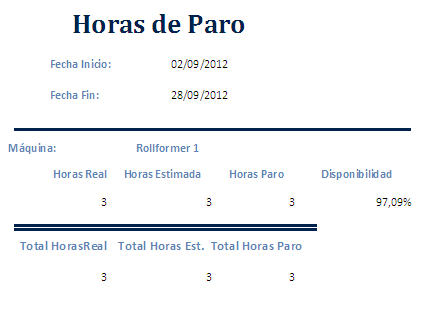 Horas de Paro
Fecha Inicio: 02/09/2012
Fecha Fin: 28/09/2012
Máquina: Rollformer 1
Horas Real Horas Estimada Horas Paro Disponibilidad
3 3 3 97,09%
Total HorasReal Total Horas Est. Total Horas Paro
3 3 3